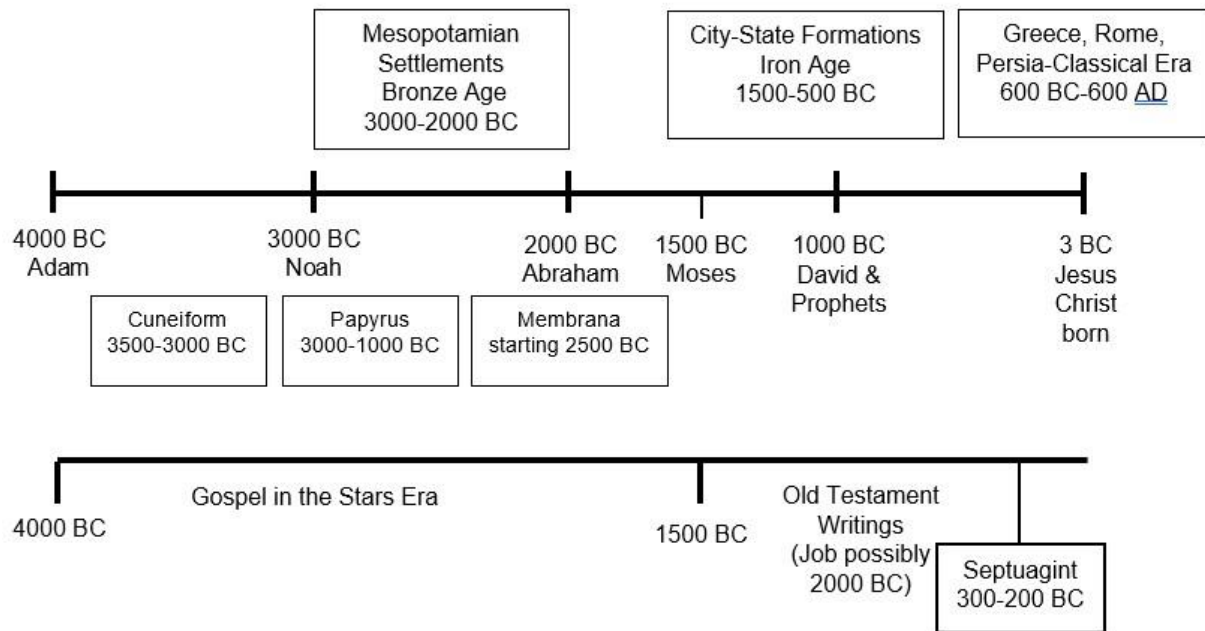 Mesopotamian
Settlements
Bronze Age
3000-2000 BC
City-State Formations
Iron Age
1500-500 BC
Greece, Rome,
Persia-Classical Era
600 BC-600 AD
4000 BC
Adam
3000 BC
Noah
2000 BC
Abraham
1500 BC
Moses
1000 BC
David &
Prophets
3 BC
Jesus
Christ
born
Cuneiform
3500-3000 BC
Papyrus
3000-1000 BC
Membrana
starting 2500 BC
4000 BC
Gospel in the Stars Era
1500 BC
Old Testament
Writings
(Job possibly
2000 BC)
Septuagint
300-200 BC